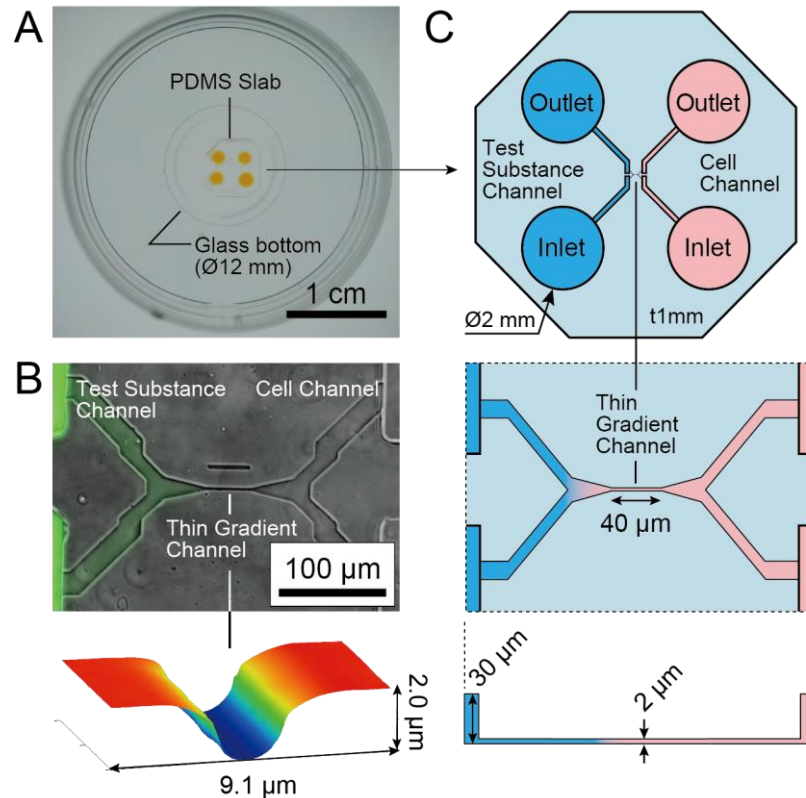 A
PDMS Slab
Glass bottom
(Ø12 mm)
1 cm
B
Test Substance
Channel
Cell Channel
Thin Gradient
Channel
100 µm
2.0 µm
9.1 µm
C
Outlet
Outlet
Test
Substance
Channel
Cell
Channel
Inlet
Inlet
Ø2 mm
t1mm
Thin
Gradient
Channel
40 µm
30 µm
2 µm